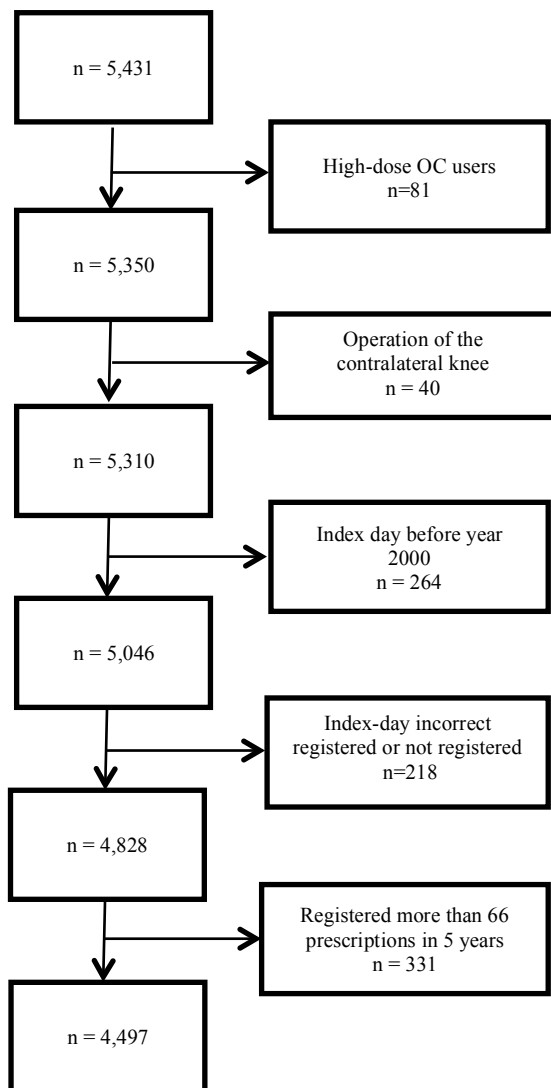 n = 5,431
High-dose OC users
n=81
n = 5,350
Operation of the
contralateral knee
n = 40
n = 5,310
Index day before year
2000
n = 264
n = 5,046
Index-day incorrect
registered or not registered
n=218
n = 4,828
Registered more than 66
prescriptions in 5 years
n = 331
n = 4,497